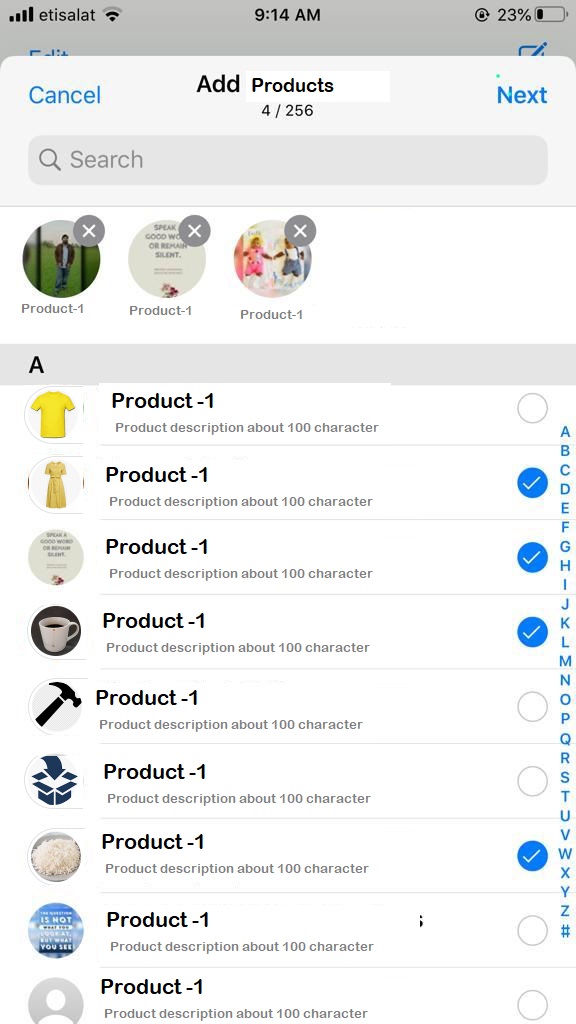 etisalat
9:14 AM
23%
Edit
Cancel
Add Products
Next
4 / 256
Search
SPEAK A
GOOD WORD
OR REMAIN
SILENT.
Product-1
Product-1
Product-1
A
Product -1
Product description about 100 character
Product -1
Product description about 100 character
SPEAK A
GOOD WORD
OR REMAIN
SILENT.
Product -1
Product description about 100 character
Product -1
Product description about 100 character
Product -1
Product description about 100 character
Product -1
Product description about 100 character
Product -1
Product description about 100 character
THE QUESTION
IS NOT
WHAT YOU
LOOK AT,
BUT WHAT
YOU SEE
Product -1
Product description about 100 character
Product -1
Product description about 100 character
A
B
C
D
E
F
G
H
I
J
K
L
M
N
O
P
Q
R
S
T
U
V
W
X
Y
Z
#